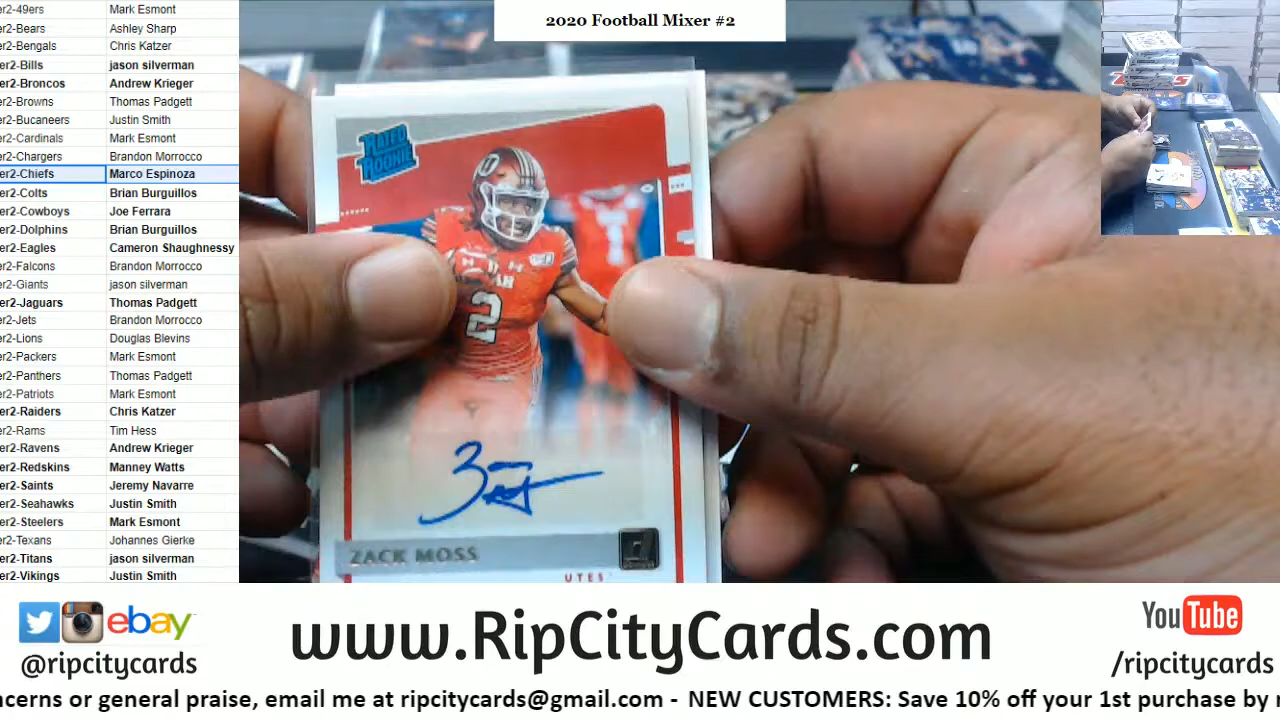 er2-49ers Mark Esmont
er2-Bears Ashley Sharp
er2-Bengals Chris Katzer
er2-Bills jason silverman
er2-Broncos Andrew Krieger
er2-Browns Thomas Padgett
er2-Bucaneers Justin Smith
er2-Cardinals Mark Esmont
er2-Chargers Brandon Morrocco
er2-Chiefs Marco Espinoza
er2-Colts Brian Burguillos
er2-Cowboys Joe Ferrara
er2-Dolphins Brian Burguillos
er2-Eagles Cameron Shaughnessy
er2-Falcons Brandon Morrocco
er2-Giants jason silverman
er2-Jaguars Thomas Padgett
er2-Jets Brandon Morrocco
er2-Lions Douglas Blevins
er2-Packers Mark Esmont
er2-Panthers Thomas Padgett
er2-Patriots Mark Esmont
er2-Raiders Chris Katzer
er2-Rams Tim Hess
er2-Ravens Andrew Krieger
er2-Redskins Manney Watts
er2-Saints Jeremy Navarre
er2-Seahawks Justin Smith
er2-Steelers Mark Esmont
er2-Texans Johannes Gierke
er2-Titans jason silverman
er2-Vikings Justin Smith
2020 Football Mixer #2
RATED
ROOKIE
2
ZACK MOSS
UTES
ebay
@ripcitycards
www.RipCityCards.com
YouTube
/ripcitycards
ncerns or general praise, email me at ripcitycards@gmail.com - NEW CUSTOMERS: Save 10% off your 1st purchase by